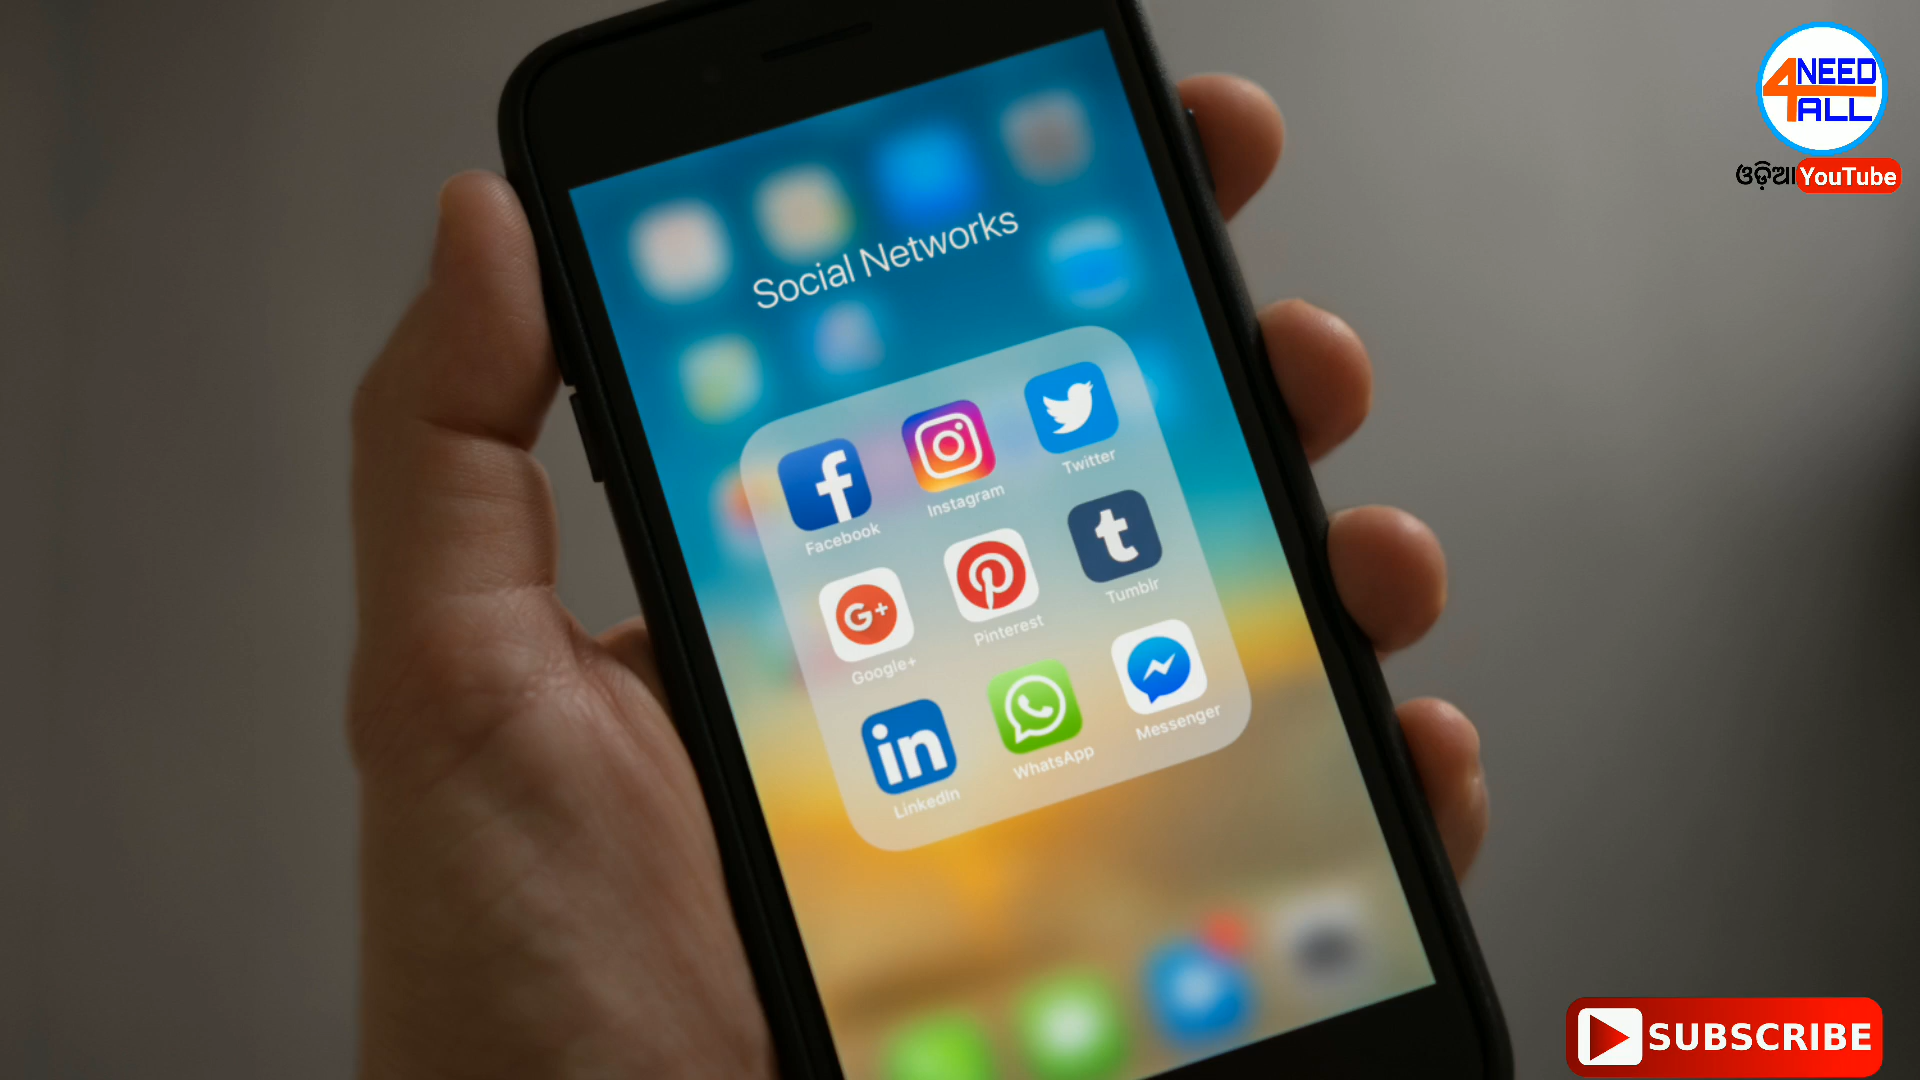 4NEED
ALL
ଓଡ଼ିଆ YouTube
Social Networks
Facebook
Instagram
Twitter
Google+
Pinterest
Tumblr
LinkedIn
WhatsApp
Messenger
SUBSCRIBE